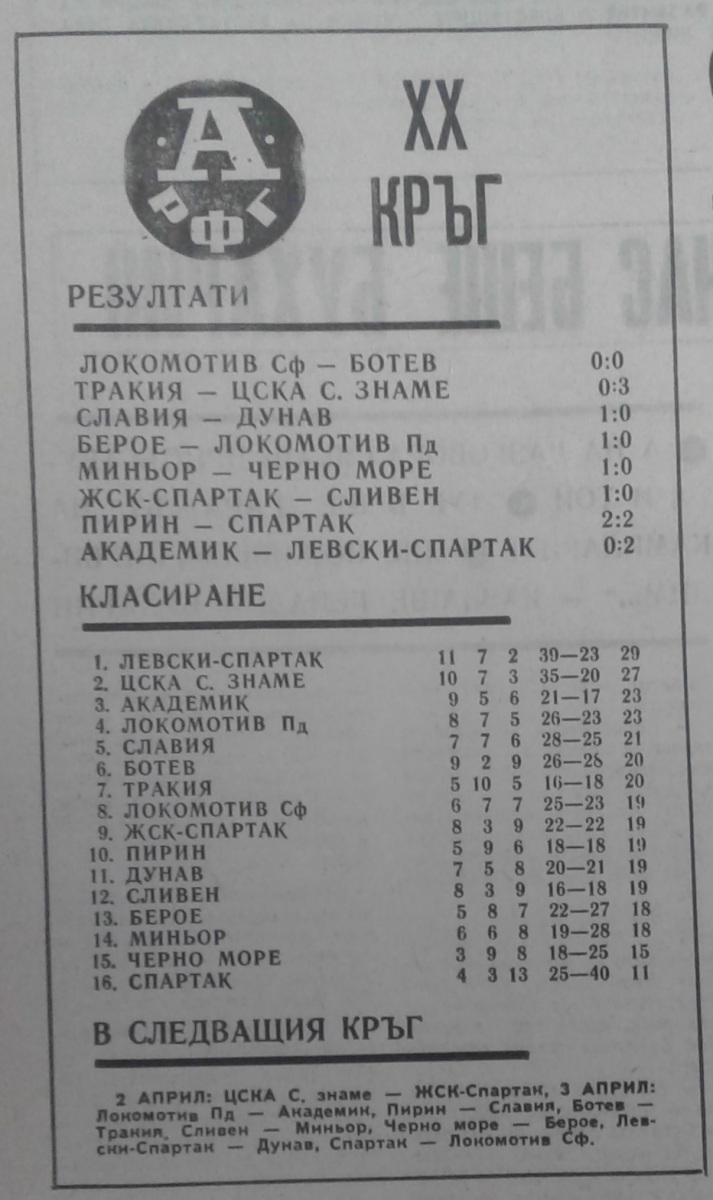 А
РФГ
XX
КРЪГ
РЕЗУЛТАТИ
ЛОКОМОТИВ Сф — БОТЕВ 0:0
ТРАКИЯ — ЦСКА С. ЗНАМЕ 0:3
СЛАВИЯ — ДУНАВ 1:0
БЕРОЕ — ЛОКОМОТИВ Пд 1:0
МИНЬОР — ЧЕРНО МОРЕ 1:0
ЖСК-СПАРТАК — СЛИВЕН 1:0
ПИРИН — СПАРТАК 2:2
АКАДЕМИК — ЛЕВСКИ-СПАРТАК 0:2
КЛАСИРАНЕ
1. ЛЕВСКИ-СПАРТАК 11 7 2 39—23 29
2. ЦСКА С. ЗНАМЕ 10 7 3 35—20 27
3. АКАДЕМИК 9 5 6 21—17 23
4. ЛОКОМОТИВ Пд 8 7 5 26—23 23
5. СЛАВИЯ 7 7 6 28—25 21
6. БОТЕВ 9 2 9 26—28 20
7. ТРАКИЯ 5 10 5 16—18 20
8. ЛОКОМОТИВ Сф 6 7 7 25—23 19
9. ЖСК-СПАРТАК 8 3 9 22—22 19
10. ПИРИН 5 9 6 18—18 19
11. ДУНАВ 7 5 8 20—21 19
12. СЛИВЕН 8 3 9 16—18 19
13. БЕРОЕ 5 8 7 22—27 18
14. МИНЬОР 6 6 8 19—28 18
15. ЧЕРНО МОРЕ 3 9 8 18—25 15
16. СПАРТАК 4 3 13 25—40 11
В СЛЕДВАЩИЯ КРЪГ
2 АПРИЛ: ЦСКА С. знаме — ЖСК-Спартак, 3 АПРИЛ:
Локомотив Пд — Академик, Пирин — Славия, Ботев —
Тракия, Сливен — Миньор, Черно море — Берое, Лев-
ски-Спартак — Дунав, Спартак — Локомотив Сф.